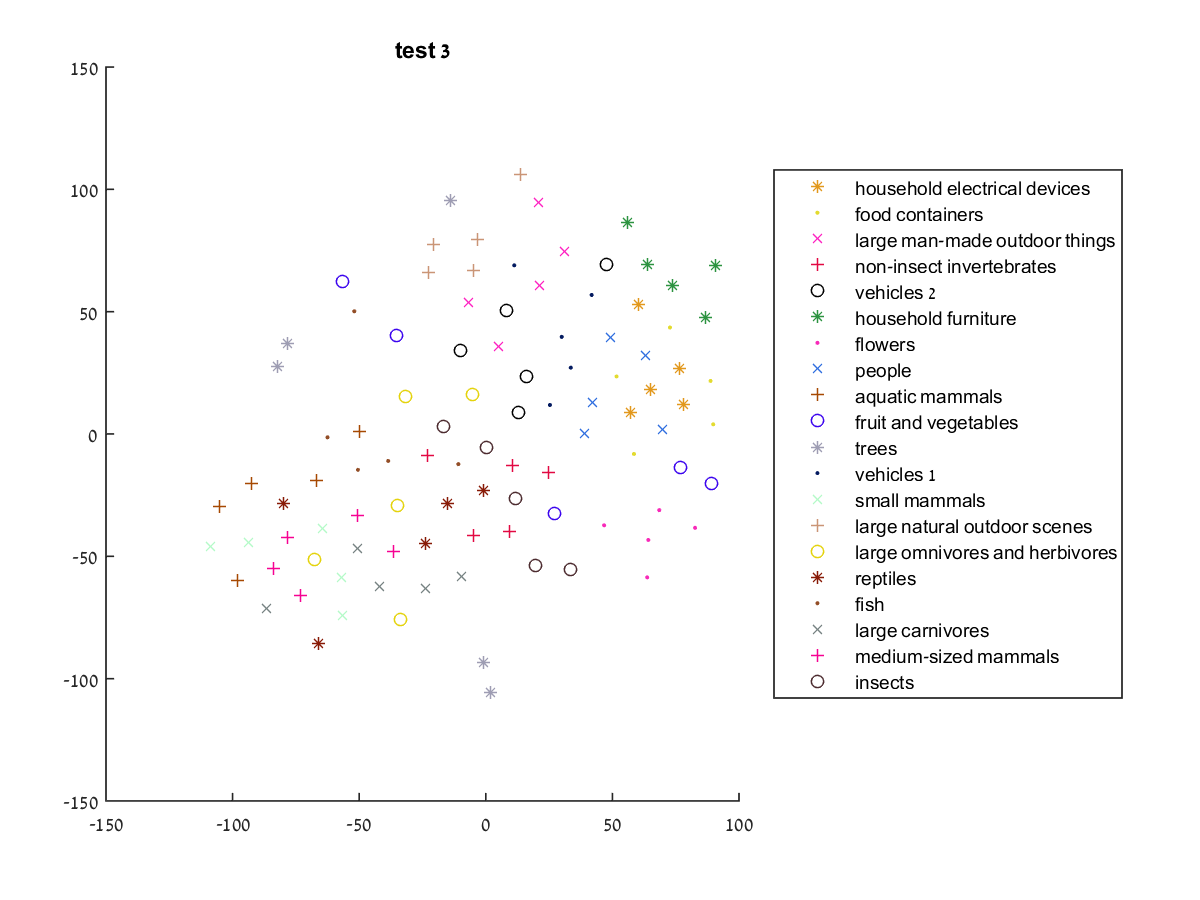 test 3
150
100
50
0
-50
-100
-150
-150 -100 -50 0 50 100
household electrical devices
food containers
large man-made outdoor things
non-insect invertebrates
vehicles 2
household furniture
flowers
people
aquatic mammals
fruit and vegetables
trees
vehicles 1
small mammals
large natural outdoor scenes
large omnivores and herbivores
reptiles
fish
large carnivores
medium-sized mammals
insects